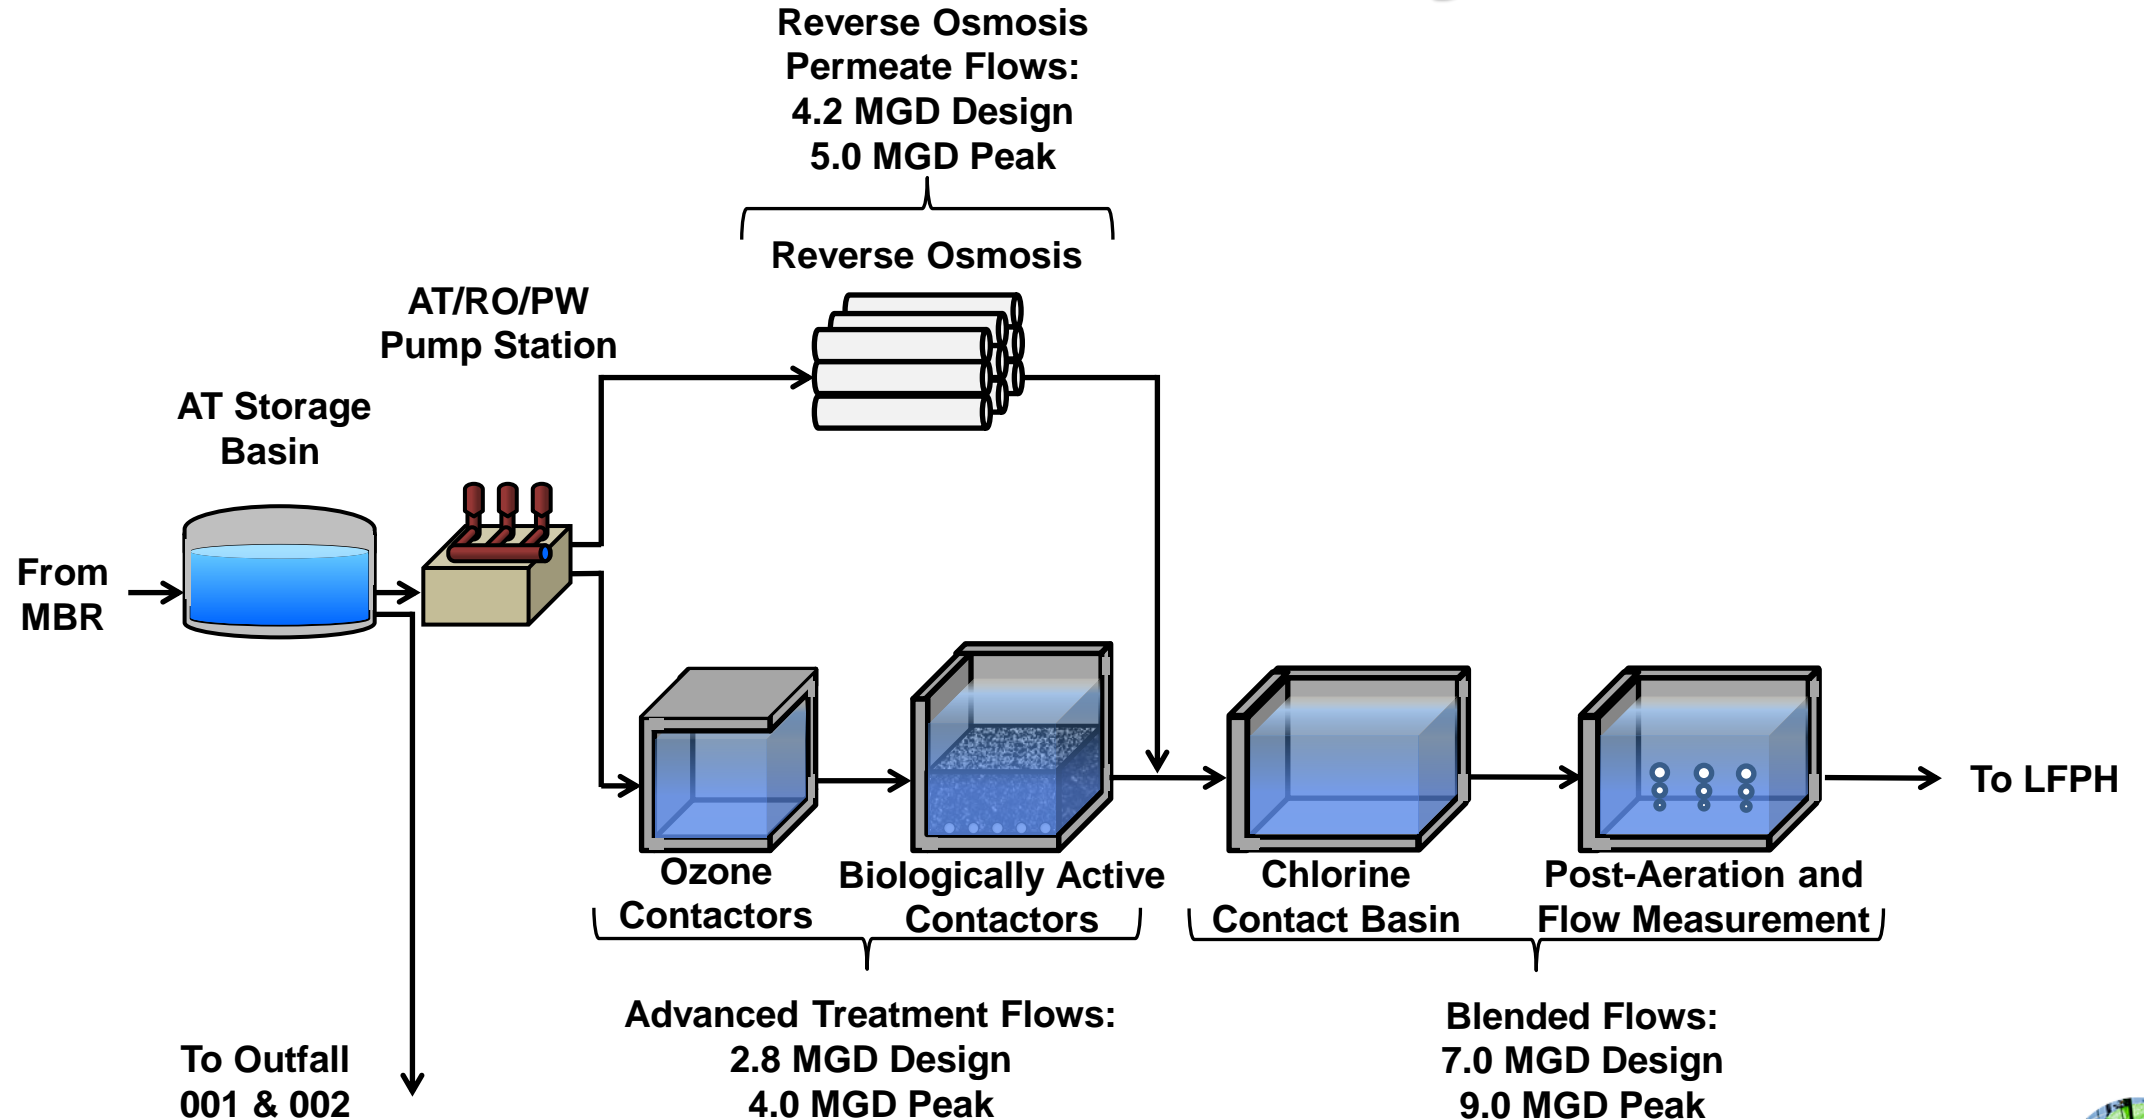 Reverse Osmosis
Permeate Flows:
4.2 MGD Design
5.0 MGD Peak
Reverse Osmosis
AT/RO/PW
Pump Station
AT Storage
Basin
From
MBR
To Outfall
001 & 002
Ozone
Contactors
Biologically Active
Contactors
Chlorine
Contact Basin
Post-Aeration and
Flow Measurement
To LFPH
Advanced Treatment Flows:
2.8 MGD Design
4.0 MGD Peak
Blended Flows:
7.0 MGD Design
9.0 MGD Peak